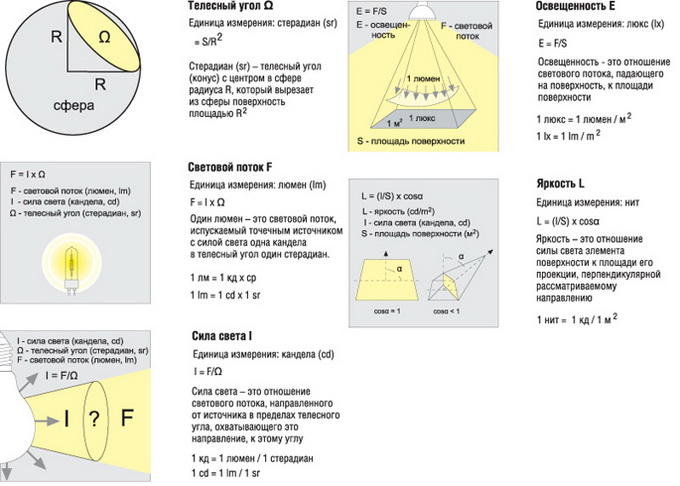 R
Ω
R
сфера
Телесный угол Ω
Единица измерения: стерадиан (sr)
= S/R²
Стерадиан (sr) – телесный угол
(конус) с центром в сфере
радиуса R, который вырезает
из сферы поверхность
площадью R²
E = F/S
E - освещен-
ность
F - световой
поток
1 люмен
1 м²
1 люкс
S - площадь поверхности
Освещенность E
Единица измерения: люкс (lx)
E = F/S
Освещенность - это отношение
светового потока, падающего
на поверхность, к площади
поверхности
1 люкс = 1 люмен / м²
1 lx = 1 lm / m²
F = I x Ω
F - световой поток (люмен, lm)
I - сила света (кандела, cd)
Ω - телесный угол (стерадиан, sr)
Световой поток F
Единица измерения: люмен (lm)
F = I x Ω
Один люмен – это световой поток,
испускаемый точечным источником
с силой света одна кандела
в телесный угол один стерадиан.
1 лм = 1 кд х ср
1 lm = 1 cd x 1 sr
L = (I/S) x cosα
L - яркость (cd/m²)
I - сила света (кандела, cd)
S - площадь поверхности (м²)
α
α
cosα = 1
cosα < 1
Яркость L
Единица измерения: нит
L = (I/S) x cosα
Яркость – это отношение
силы света элемента
поверхности к площади его
проекции, перпендикулярной
рассматриваемому
направлению
1 нит = 1 кд / 1 м²
I - сила света (кандела, cd)
Ω - телесный угол (стерадиан, sr)
F - световой поток (люмен, lm)
I = F/Ω
I
?
F
Сила света I
Единица измерения: кандела (cd)
I = F/Ω
Сила света – это отношение
светового потока, направленного
от источника в пределах телесного
угла, охватывающего это
направление, к этому углу
1 кд = 1 люмен / 1 стерадиан
1 cd = 1 lm / 1 sr